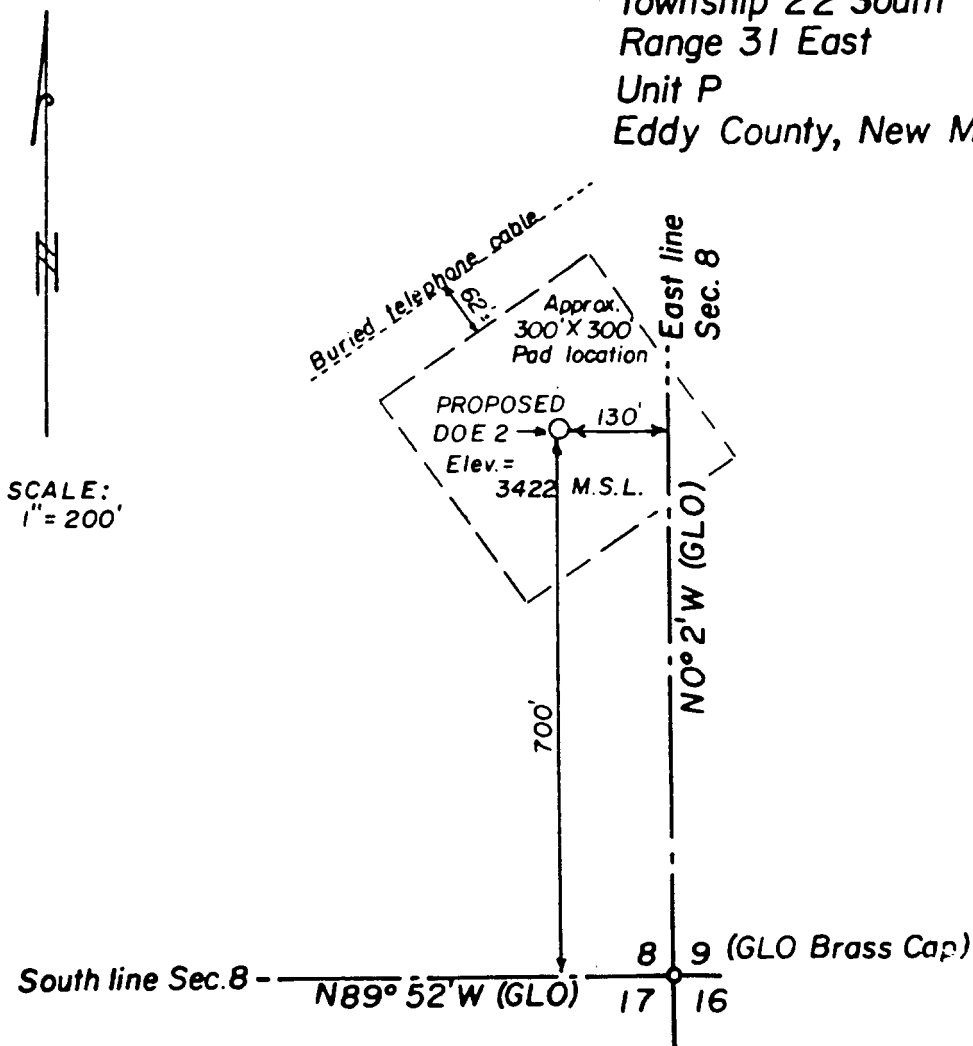 Township 22 South
Range 31 East
Unit P
Eddy County, New M
N
SCALE:
1" = 200'
Buried telephone cable
62'
East line
Sec. 8
Approx.
300' X 300'
Pad location
PROPOSED
DOE 2
130'
Elev. =
3422 M.S.L.
N0° 2' W (GLO)
700'
8 9 (GLO Brass Cap)
South line Sec. 8
N89° 52' W (GLO)
17 16